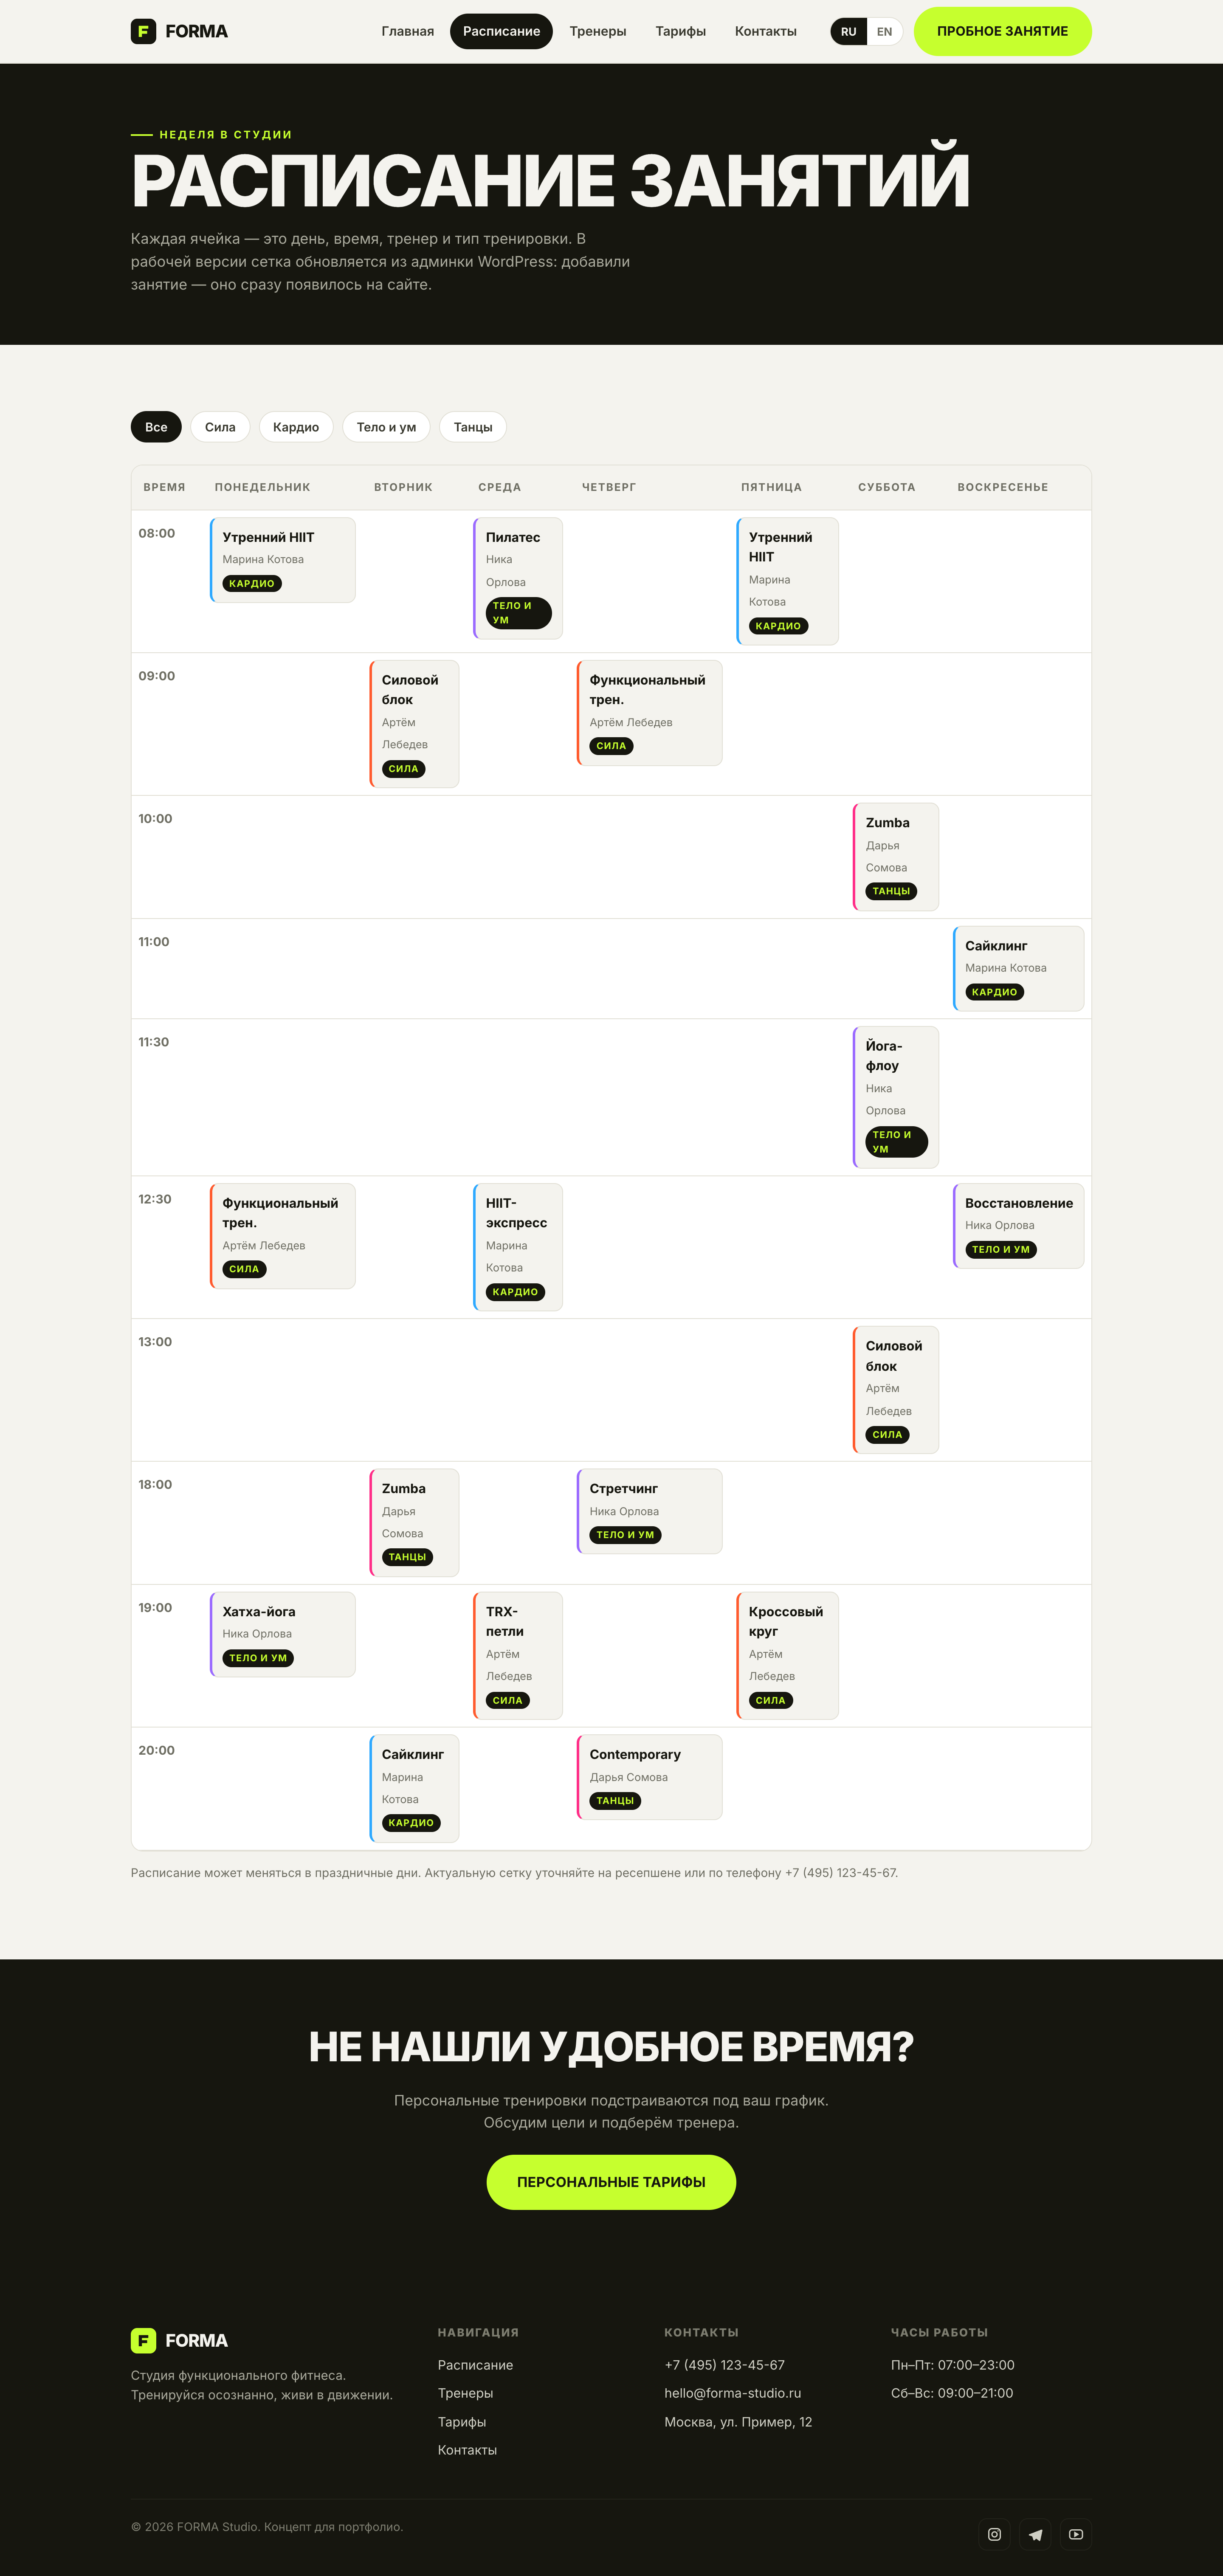 F FORMA
Главная Расписание Тренеры Тарифы Контакты RU EN ПРОБНОЕ ЗАНЯТИЕ
НЕДЕЛЯ В СТУДИИ
РАСПИСАНИЕ ЗАНЯТИЙ
Каждая ячейка — это день, время, тренер и тип тренировки. В
рабочей версии сетка обновляется из админки WordPress: добавили
занятие — оно сразу появилось на сайте.
Все Сила Кардио Тело и ум Танцы
ВРЕМЯ ПОНЕДЕЛЬНИК ВТОРНИК СРЕДА ЧЕТВЕРГ ПЯТНИЦА СУББОТА ВОСКРЕСЕНЬЕ
08:00
Утренний HIIT
Марина Котова
КАРДИО
Пилатес
Ника
Орлова
ТЕЛО И
УМ
Утренний
HIIT
Марина
Котова
КАРДИО
09:00
Силовой
блок
Артём
Лебедев
СИЛА
Функциональный
трен.
Артём Лебедев
СИЛА
10:00
Zumba
Дарья
Сомова
ТАНЦЫ
11:00
Сайклинг
Марина Котова
КАРДИО
11:30
Йога-
флоу
Ника
Орлова
ТЕЛО И
УМ
12:30
Функциональный
трен.
Артём Лебедев
СИЛА
HIIT-
экспресс
Марина
Котова
КАРДИО
Восстановление
Ника Орлова
ТЕЛО И УМ
13:00
Силовой
блок
Артём
Лебедев
СИЛА
18:00
Zumba
Дарья
Сомова
ТАНЦЫ
Стретчинг
Ника Орлова
ТЕЛО И УМ
19:00
Хатха-йога
Ника Орлова
ТЕЛО И УМ
TRX-
петли
Артём
Лебедев
СИЛА
Кроссовый
круг
Артём
Лебедев
СИЛА
20:00
Сайклинг
Марина
Котова
КАРДИО
Contemporary
Дарья Сомова
ТАНЦЫ
Расписание может меняться в праздничные дни. Актуальную сетку уточняйте на ресепшене или по телефону +7 (495) 123-45-67.
НЕ НАШЛИ УДОБНОЕ ВРЕМЯ?
Персональные тренировки подстраиваются под ваш график.
Обсудим цели и подберём тренера.
ПЕРСОНАЛЬНЫЕ ТАРИФЫ
F FORMA
Студия функционального фитнеса.
Тренируйся осознанно, живи в движении.
НАВИГАЦИЯ
Расписание
Тренеры
Тарифы
Контакты
КОНТАКТЫ
+7 (495) 123-45-67
hello@forma-studio.ru
Москва, ул. Пример, 12
ЧАСЫ РАБОТЫ
Пн–Пт: 07:00–23:00
Сб–Вс: 09:00–21:00
© 2026 FORMA Studio. Концепт для портфолио.